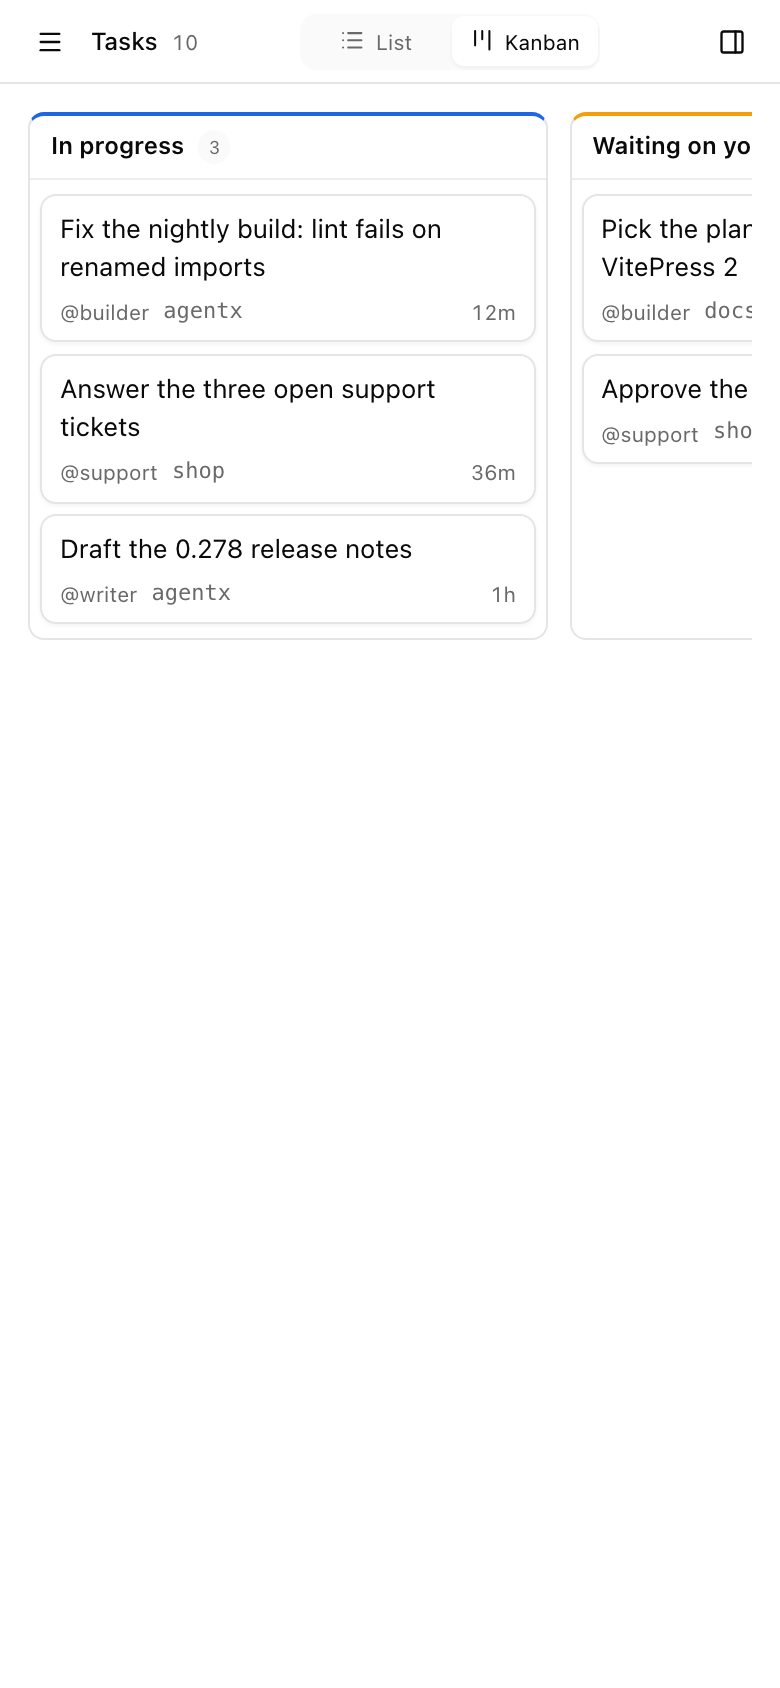 Tasks 10
List
Kanban
In progress 3
Fix the nightly build: lint fails on
renamed imports
@builder agentx 12m
Answer the three open support
tickets
@support shop 36m
Draft the 0.278 release notes
@writer agentx 1h
Waiting on yo
Pick the plan
VitePress 2
@builder docs
Approve the
@support sho